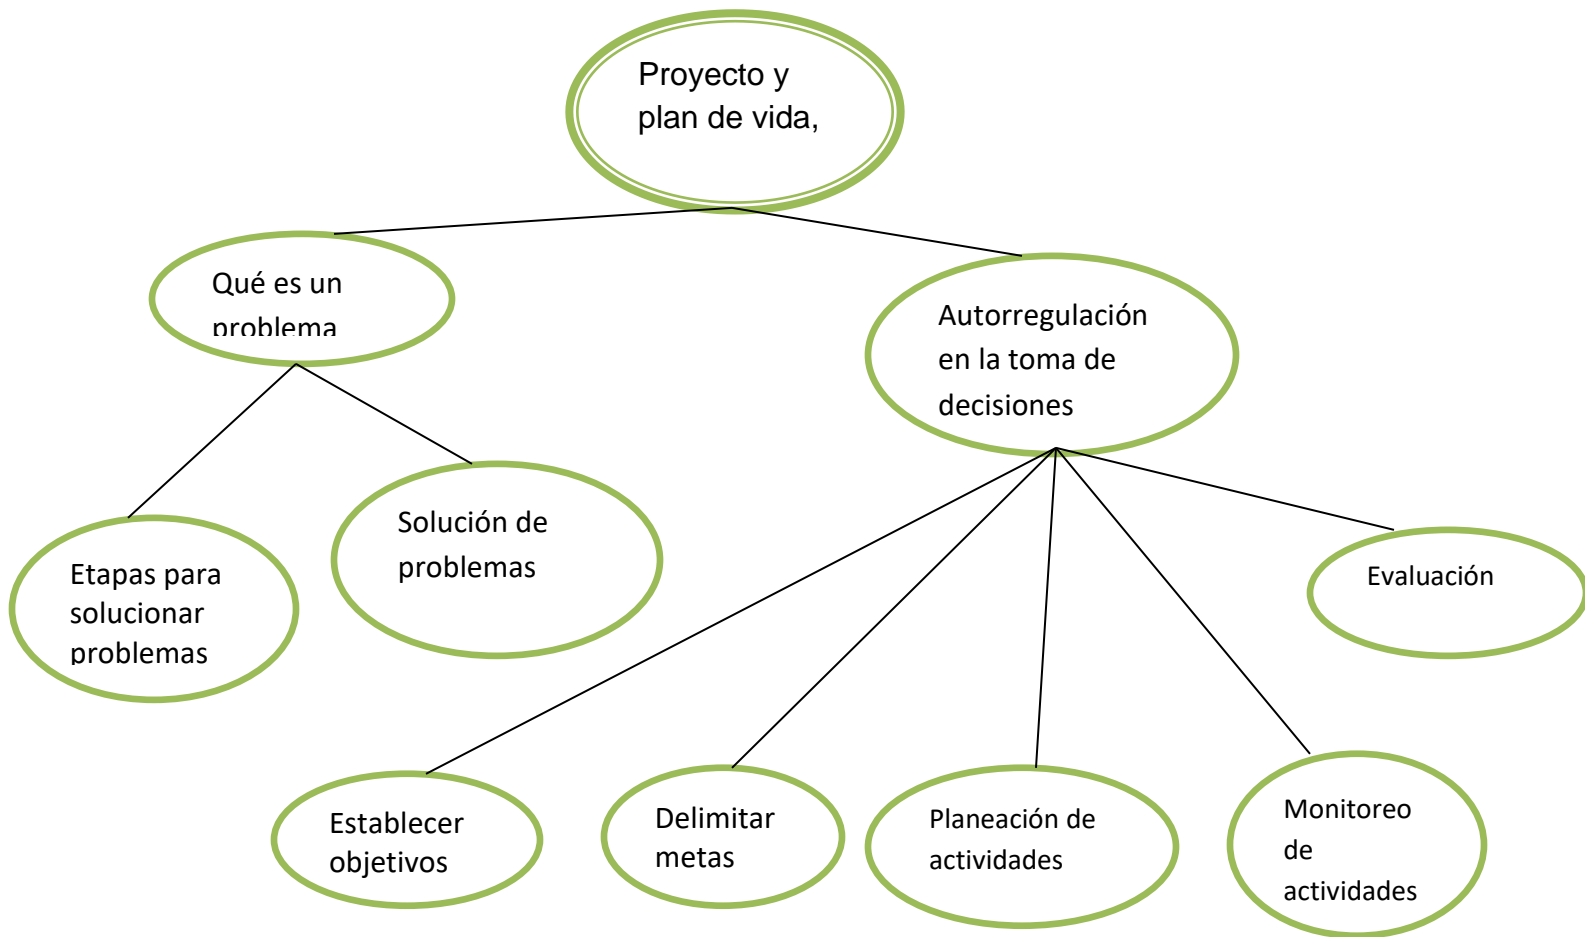 Proyecto y
plan de vida,
Qué es un
problema
Autorregulación
en la toma de
decisiones
Etapas para
solucionar
problemas
Solución de
problemas
Evaluación
Establecer
objetivos
Delimitar
metas
Planeación de
actividades
Monitoreo
de
actividades